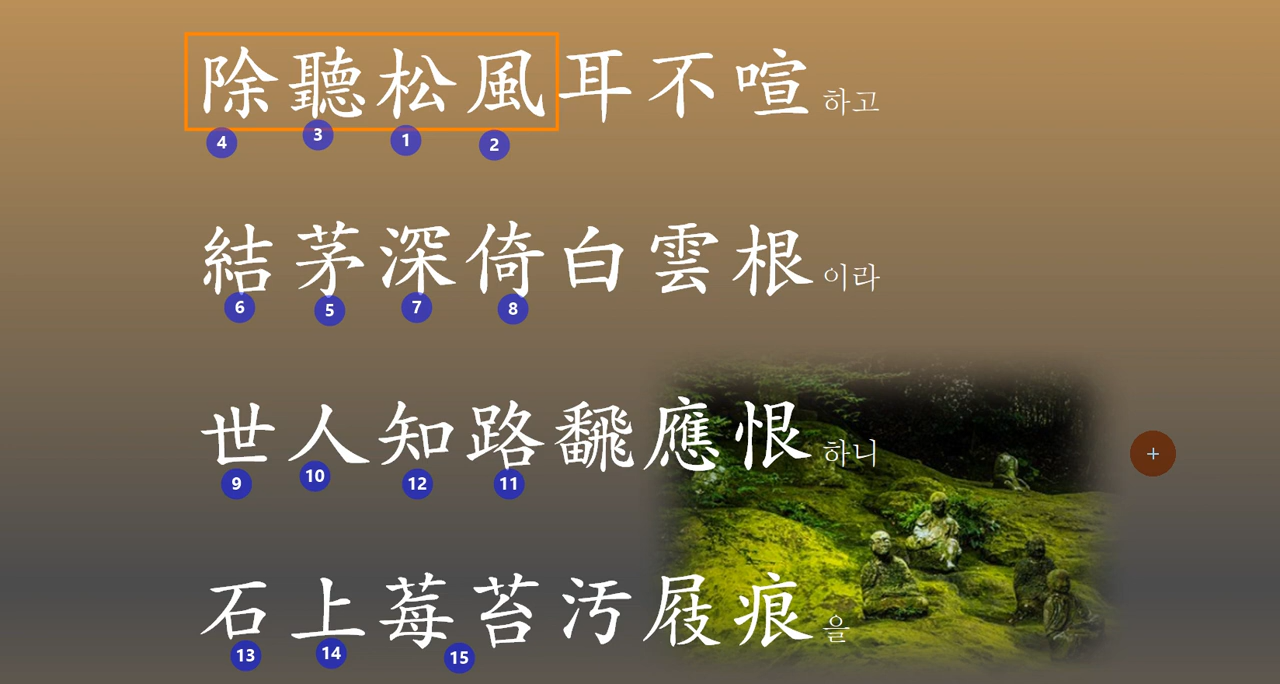 除聽松風耳不喧하고
4 3 1 2
結茅深倚白雲根이라
6 5 7 8
世人知路飜應恨하니
9 10 12 11
石上莓苔汚屐痕을
13 14 15